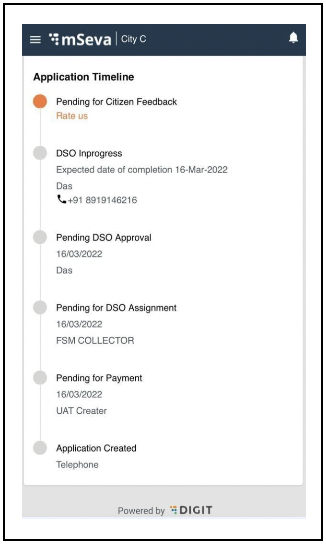 mSeva City C
Application Timeline
Pending for Citizen Feedback
Rate us
DSO Inprogress
Expected date of completion 16-Mar-2022
Das
+91 8919146216
Pending DSO Approval
16/03/2022
Das
Pending for DSO Assignment
16/03/2022
FSM COLLECTOR
Pending for Payment
16/03/2022
UAT Creater
Application Created
Telephone
Powered by DIGIT